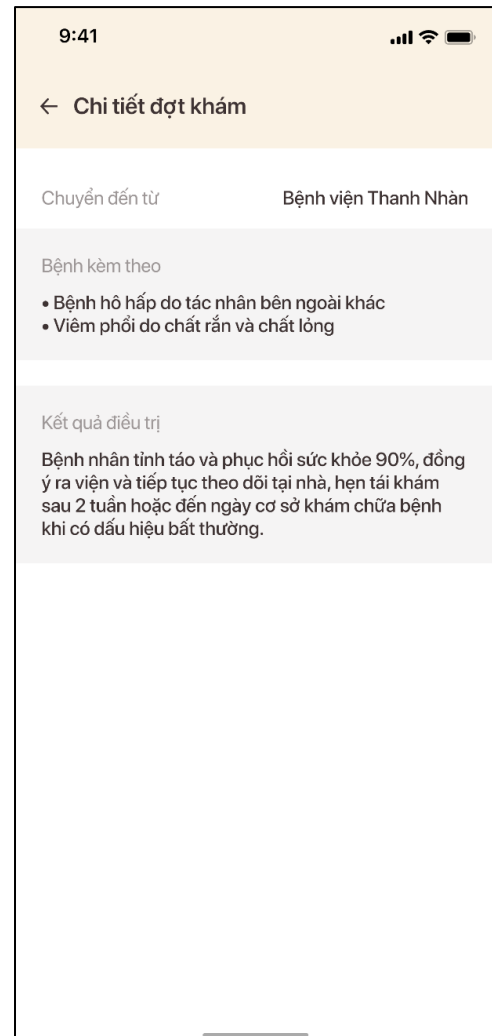 9:41
Chi tiết đợt khám
Chuyển đến từ Bệnh viện Thanh Nhàn
Bệnh kèm theo
• Bệnh hô hấp do tác nhân bên ngoài khác
• Viêm phổi do chất rắn và chất lỏng
Kết quả điều trị
Bệnh nhân tỉnh táo và phục hồi sức khỏe 90%, đồng
ý ra viện và tiếp tục theo dõi tại nhà, hẹn tái khám
sau 2 tuần hoặc đến ngày cơ sở khám chữa bệnh
khi có dấu hiệu bất thường.